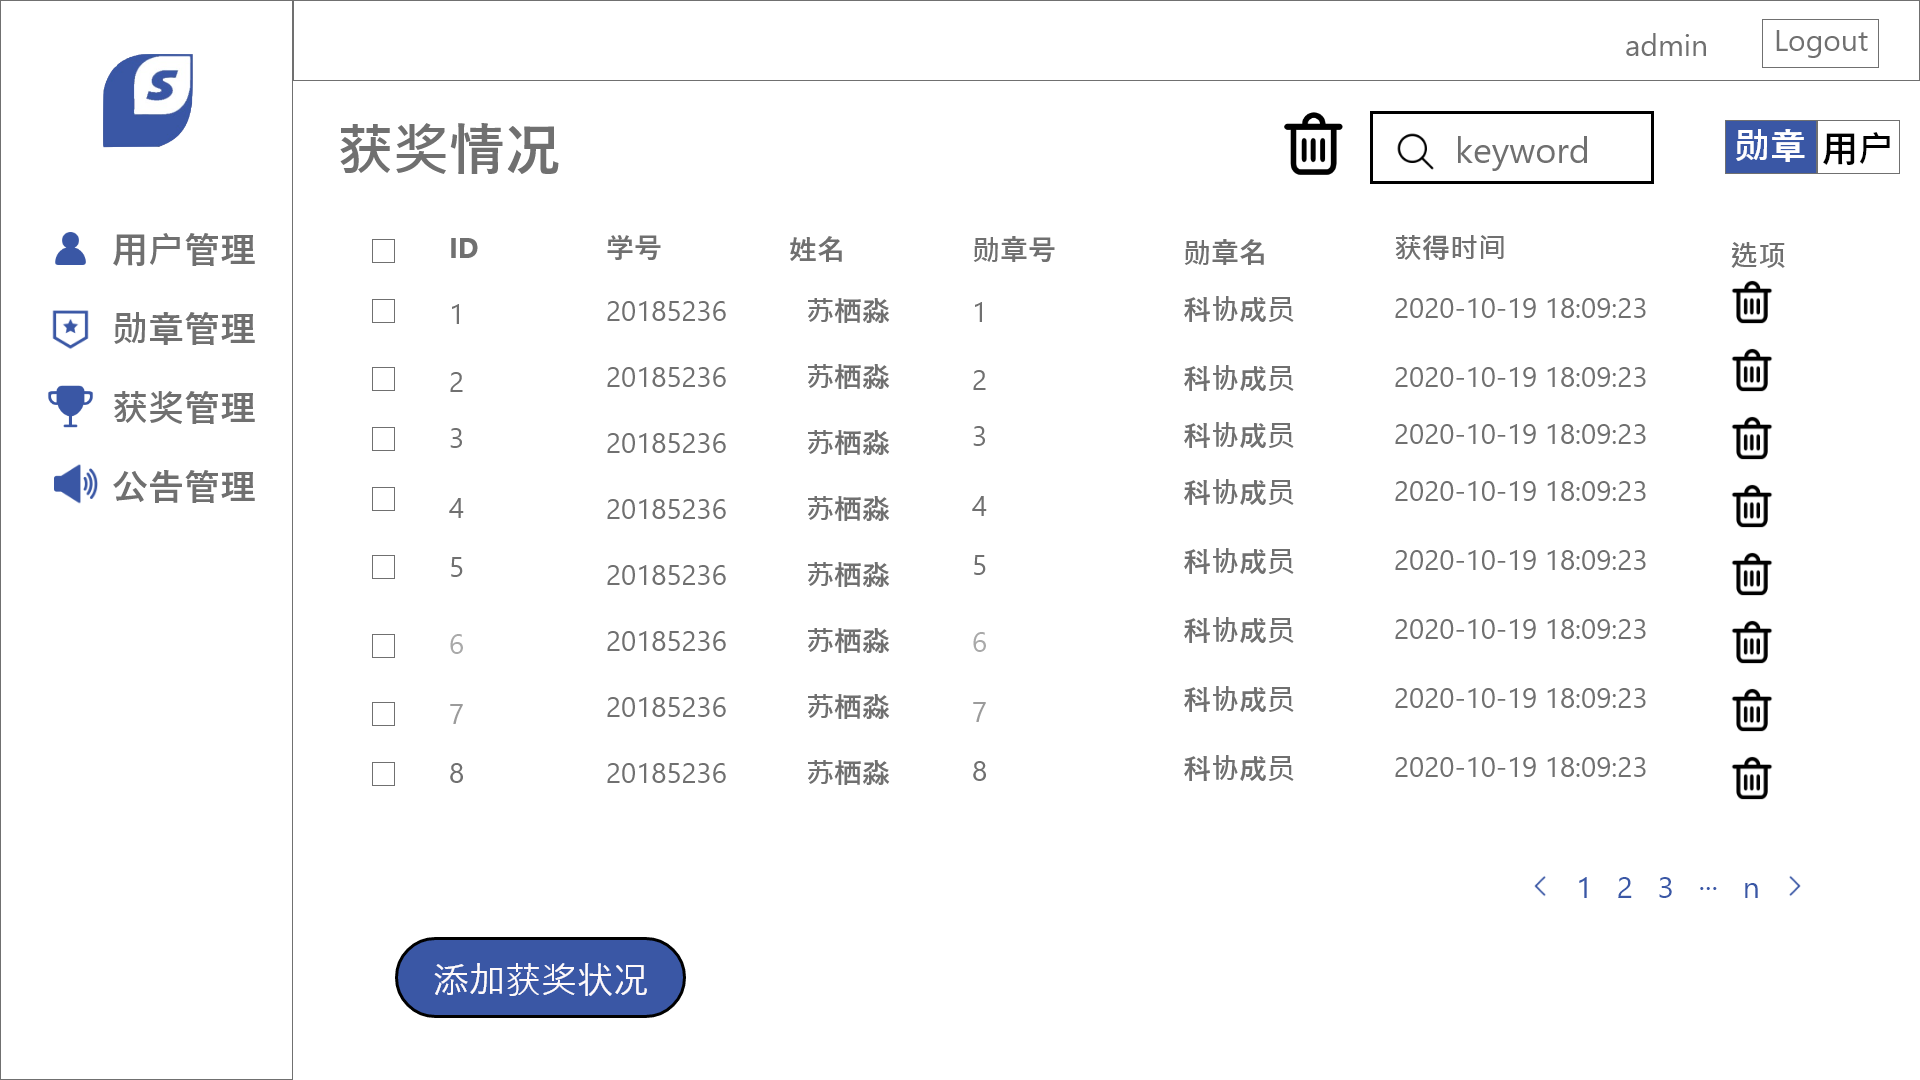 S
admin Logout
获奖情况 keyword 勋章 用户
用户管理
勋章管理
获奖管理
公告管理
ID 学号 姓名 勋章号 勋章名 获得时间 选项
1 20185236 苏栖淼 1 科协成员 2020-10-19 18:09:23
2 20185236 苏栖淼 2 科协成员 2020-10-19 18:09:23
3 20185236 苏栖淼 3 科协成员 2020-10-19 18:09:23
4 20185236 苏栖淼 4 科协成员 2020-10-19 18:09:23
5 20185236 苏栖淼 5 科协成员 2020-10-19 18:09:23
6 20185236 苏栖淼 6 科协成员 2020-10-19 18:09:23
7 20185236 苏栖淼 7 科协成员 2020-10-19 18:09:23
8 20185236 苏栖淼 8 科协成员 2020-10-19 18:09:23
< 1 2 3 ... n >
添加获奖状况